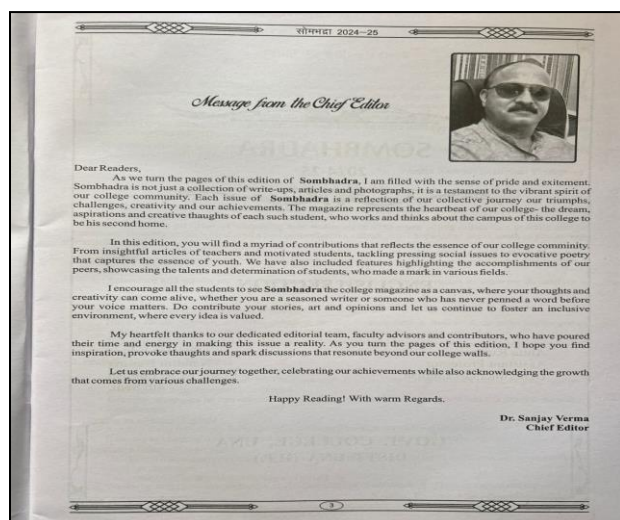 सोमभद्रा 2024-25
Message from the Chief Editor
Dear Readers,
As we turn the pages of this edition of Sombhadra, I am filled with the sense of pride and exitement.
Sombhadra is not just a collection of write-ups, articles and photographs, it is a testament to the vibrant spirit of
our college community. Each issue of Sombhadra is a reflection of our collective journey our triumphs,
challenges, creativity and our achievements. The magazine represents the heartbeat of our college- the dream,
aspirations and creative thaughts of each such student, who works and thinks about the campus of this college to
be his second home.
In this edition, you will find a myriad of contributions that reflects the essence of our college comminity.
From insightful articles of teachers and motivated students, tackling pressing social issues to evocative poetry
that captures the essence of youth. We have also included features highlighting the accomplishments of our
peers, showcasing the talents and determination of students, who made a mark in various fields.
I encourage all the students to see Sombhadra the college magazine as a canvas, where your thoughts and
creativity can come alive, whether you are a seasoned writer or someone who has never penned a word before
your voice matters. Do contribute your stories, art and opinions and let us continue to foster an inclusive
environment, where every idea is valued.
My heartfelt thanks to our dedicated editorial team, faculty advisors and contributors, who have poured
their time and energy in making this issue a reality. As you turn the pages of this edition, I hope you find
inspiration, provoke thoughts and spark discussions that resonute beyond our college walls.
Let us embrace our journey together, celebrating our achievements while also acknowledging the growth
that comes from various challenges.
Happy Reading! With warm Regards.
Dr. Sanjay Verma
Chief Editor
3